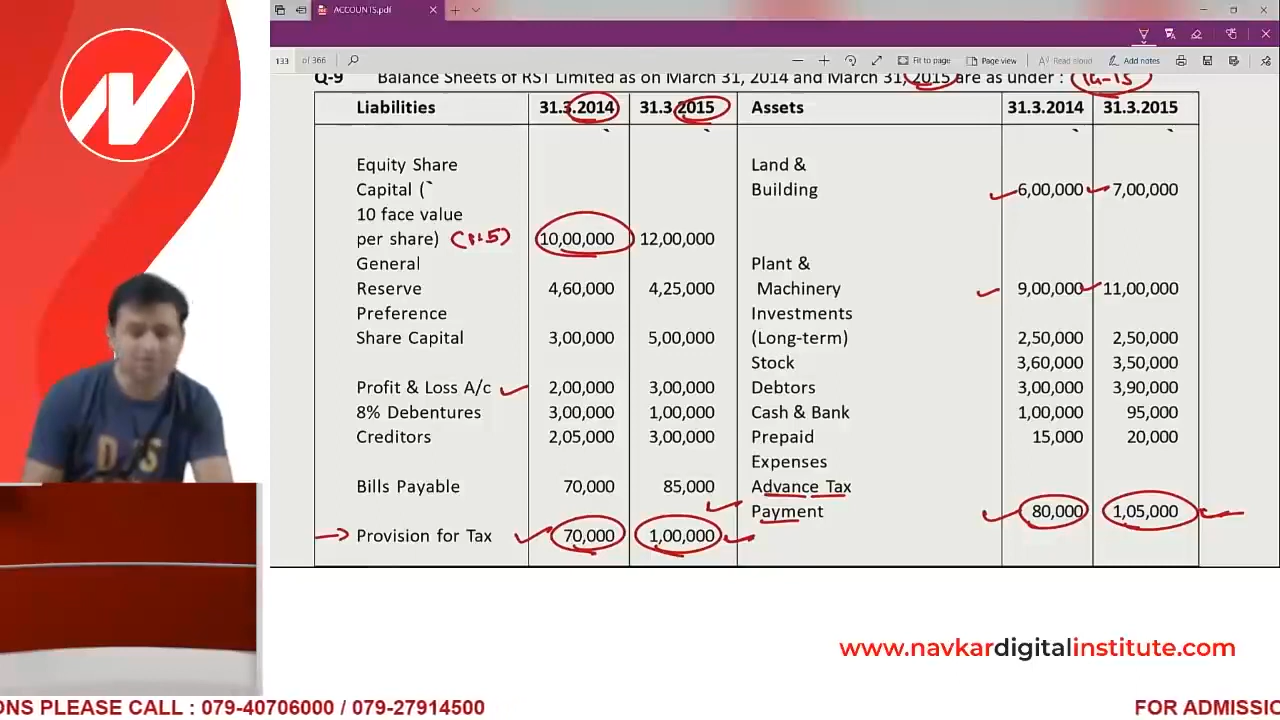 ACCOUNTS.pdf
133 of 366
Fit to page
Page view
Read aloud
Add notes
Q-9 Balance Sheets of RST Limited as on March 31, 2014 and March 31, 2015 are as under : (14-15)
Liabilities 31.3.2014 31.3.2015 Assets 31.3.2014 31.3.2015
` ` ` `
Equity Share Land &
Capital (` Building 6,00,000 7,00,000
10 face value
per share) 10,00,000 12,00,000
General Plant &
Reserve 4,60,000 4,25,000 Machinery 9,00,000 11,00,000
Preference Investments
Share Capital 3,00,000 5,00,000 (Long-term) 2,50,000 2,50,000
Stock 3,60,000 3,50,000
Profit & Loss A/c 2,00,000 3,00,000 Debtors 3,00,000 3,90,000
8% Debentures 3,00,000 1,00,000 Cash & Bank 1,00,000 95,000
Creditors 2,05,000 3,00,000 Prepaid 15,000 20,000
Expenses
Bills Payable 70,000 85,000 Advance Tax
Payment 80,000 1,05,000
Provision for Tax 70,000 1,00,000
www.navkardigitalinstitute.com
ONS PLEASE CALL : 079-40706000 / 079-27914500 FOR ADMISSIO